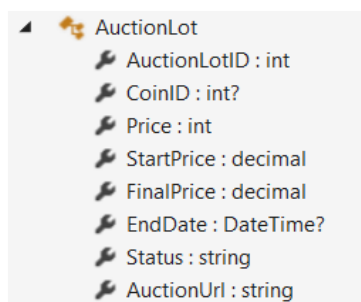 AuctionLot
AuctionLotID : int
CoinID : int?
Price : int
StartPrice : decimal
FinalPrice : decimal
EndDate : DateTime?
Status : string
AuctionUrl : string